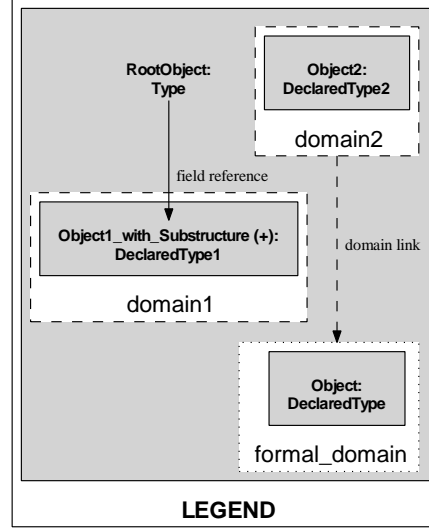 RootObject:
Type
Object2:
DeclaredType2
domain2
field reference
Object1_with_Substructure (+):
DeclaredType1
domain1
domain link
Object:
DeclaredType
formal_domain
LEGEND